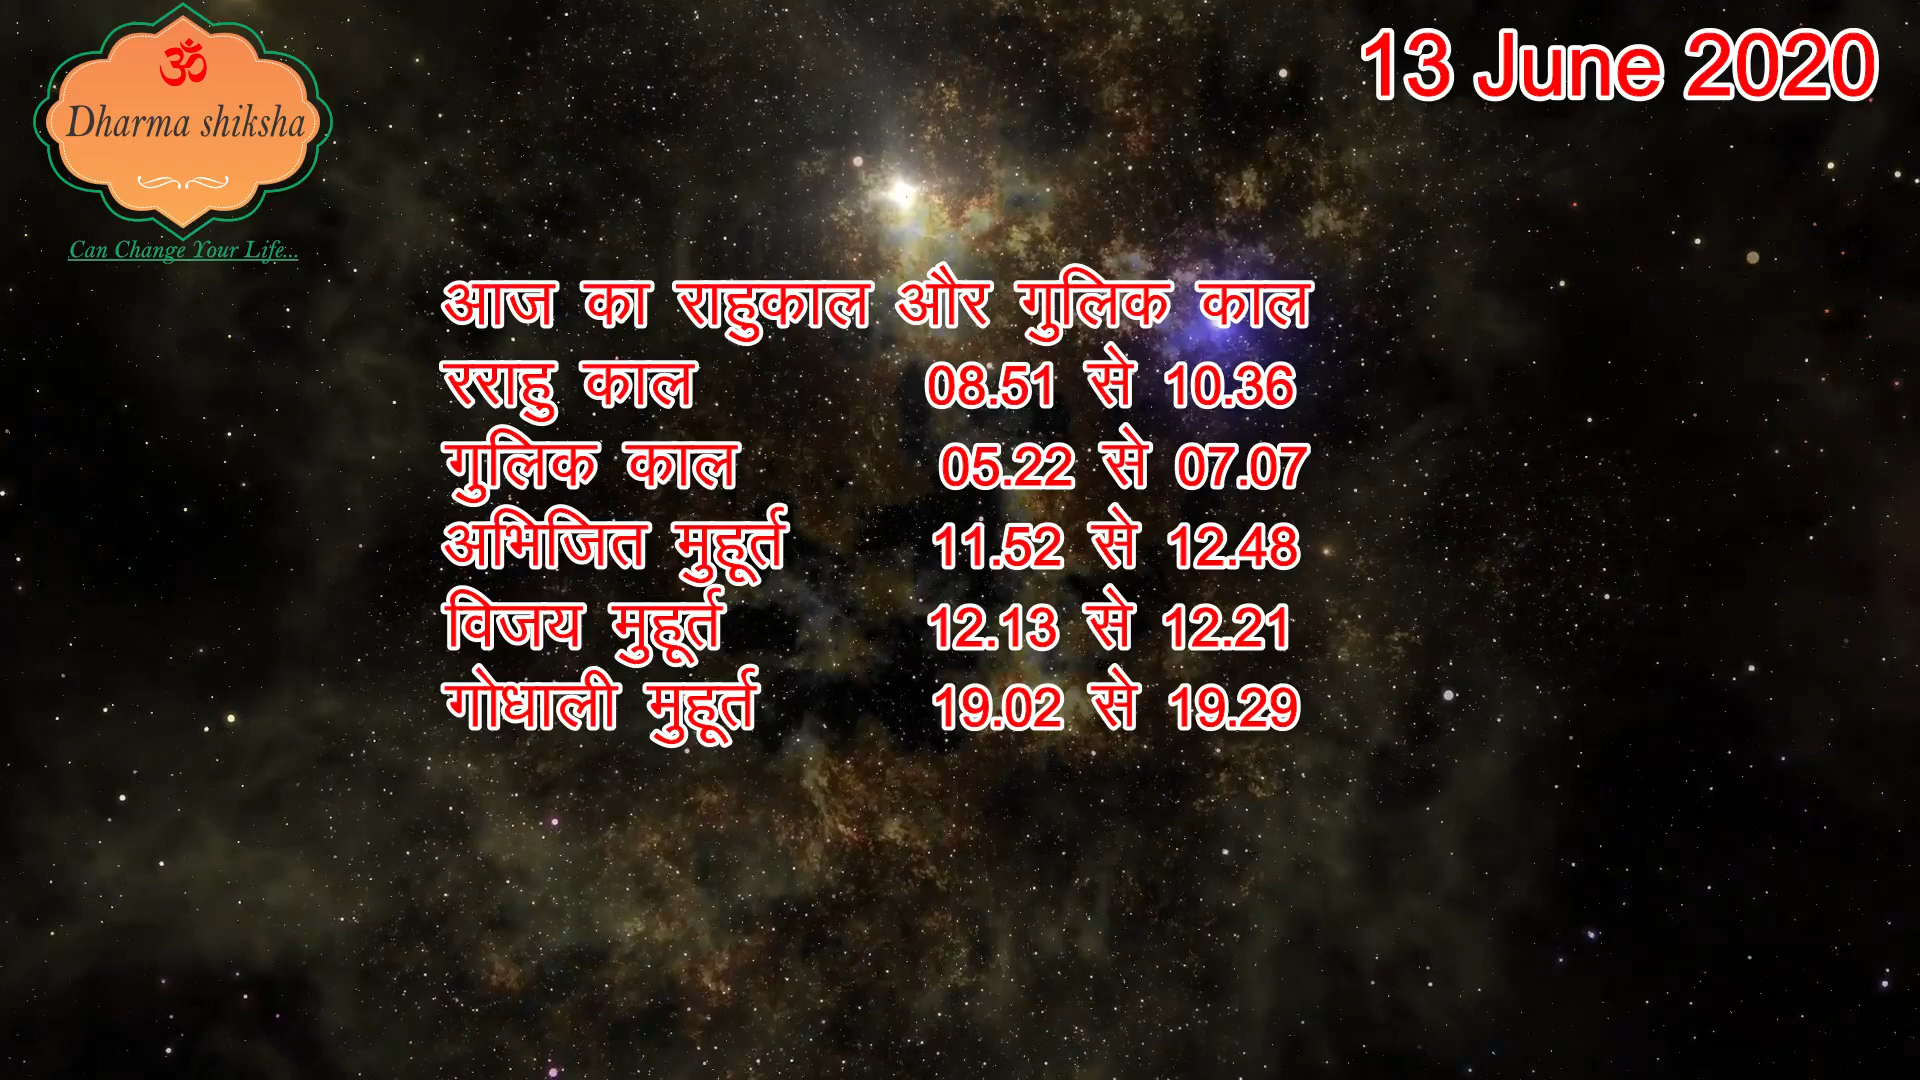 ॐ
Dharma shiksha
Can Change Your Life...
13 June 2020
आज का राहुकाल और गुलिक काल
रराहु काल 08.51 से 10.36
गुलिक काल 05.22 से 07.07
अभिजित मुहूर्त 11.52 से 12.48
विजय मुहूर्त 12.13 से 12.21
गोधाली मुहूर्त 19.02 से 19.29